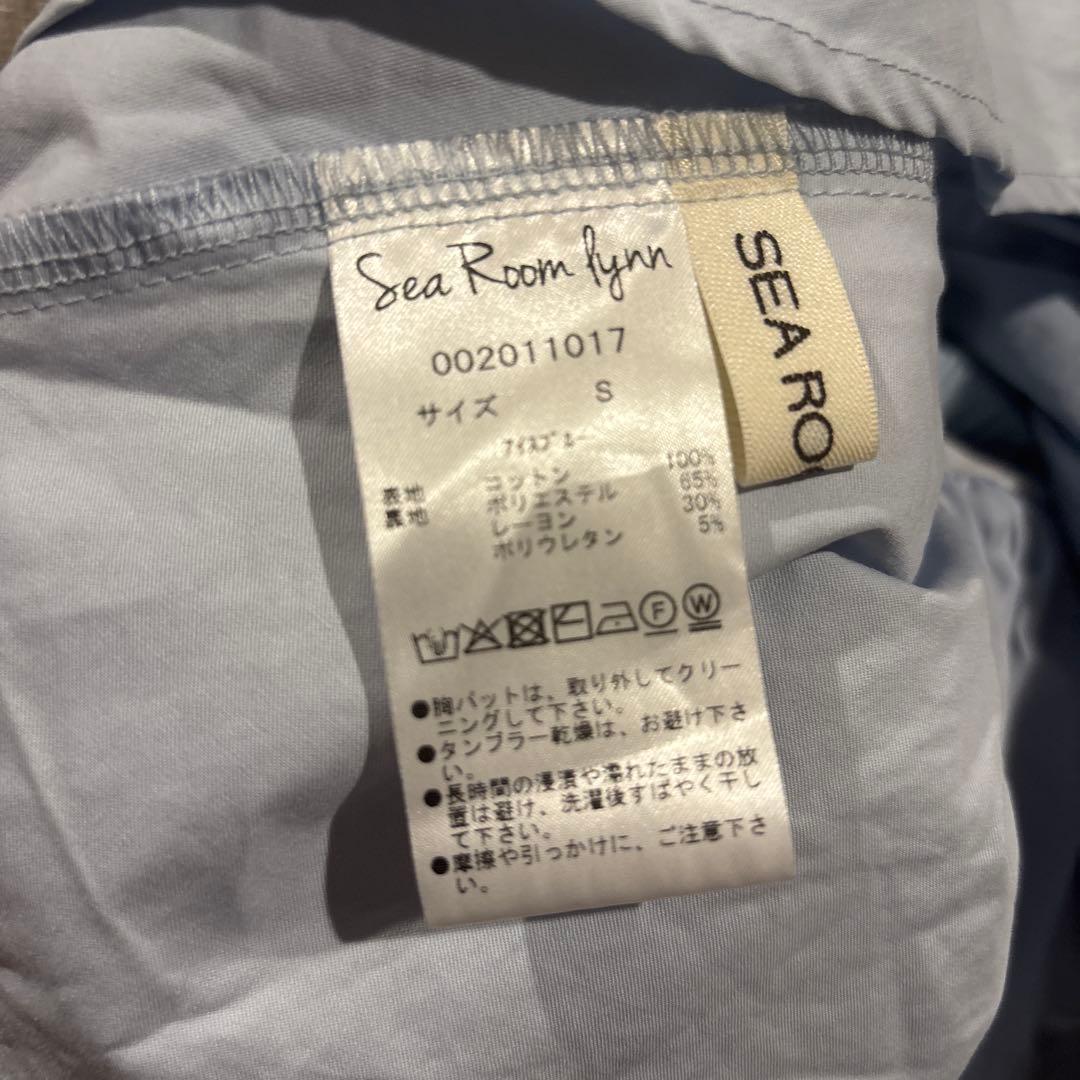 Sea Room lynn
002011017
サイズ S
アイスブルー
表地 コットン 100%
裏地 ポリエステル 65%
レーヨン 30%
ポリウレタン 5%
F W
●胸パットは、取り外してクリー
ニングして下さい。
●タンブラー乾燥は、お避け下さ
い。
●長時間の浸漬や濡れたままの放
置は避け、洗濯後すばやく干し
て下さい。
●摩擦や引っかけに、ご注意下さ
い。
SEA RO